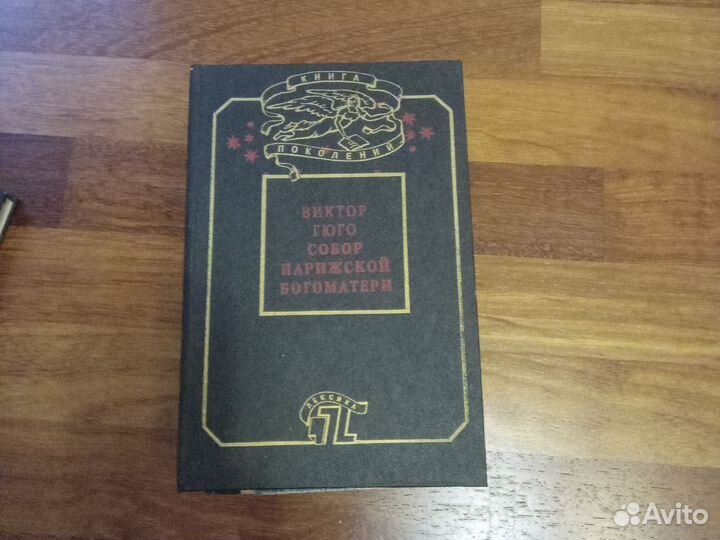 КНИГА
ПОКОЛЕНИЙ
ВИКТОР
ГЮГО
СОБОР
ПАРИЖСКОЙ
БОГОМАТЕРИ
ЛЕКСИКА
Avito